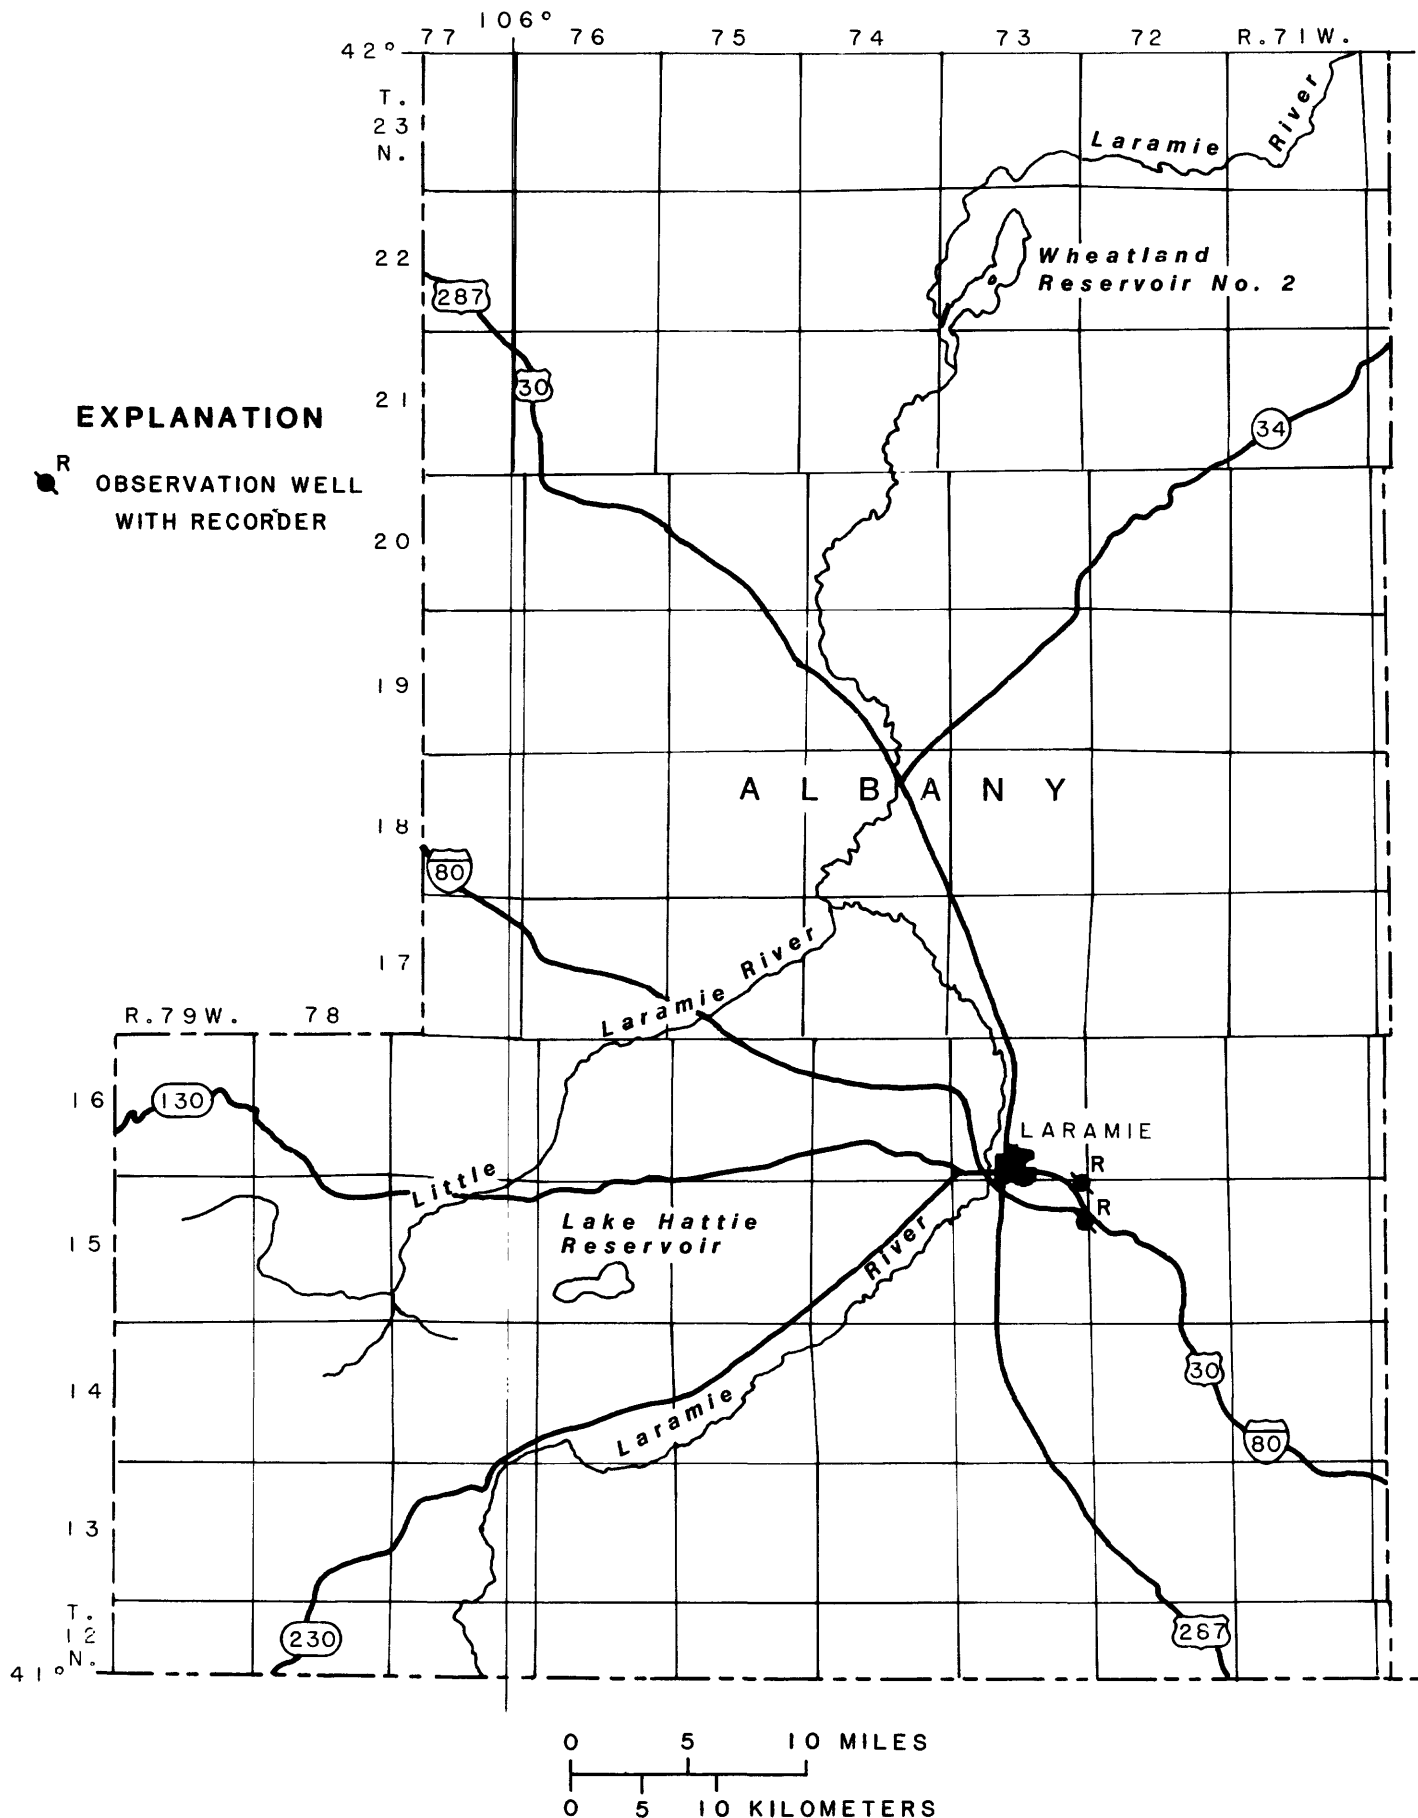 106°
42° 77 76 75 74 73 72 R.71W.
T.
23
N.
Laramie River
22
Wheatland
Reservoir No. 2
287
30
21
34
EXPLANATION
R
OBSERVATION WELL
WITH RECORDER
20
19
ALBANY
18
80
17
Laramie River
R.79W. 78
16
130
LARAMIE
R
Little
R
Lake Hattie
Reservoir
15
River
30
14
Laramie
80
13
T.
12
N.
230
287
41°
0 5 10 MILES
0 5 10 KILOMETERS